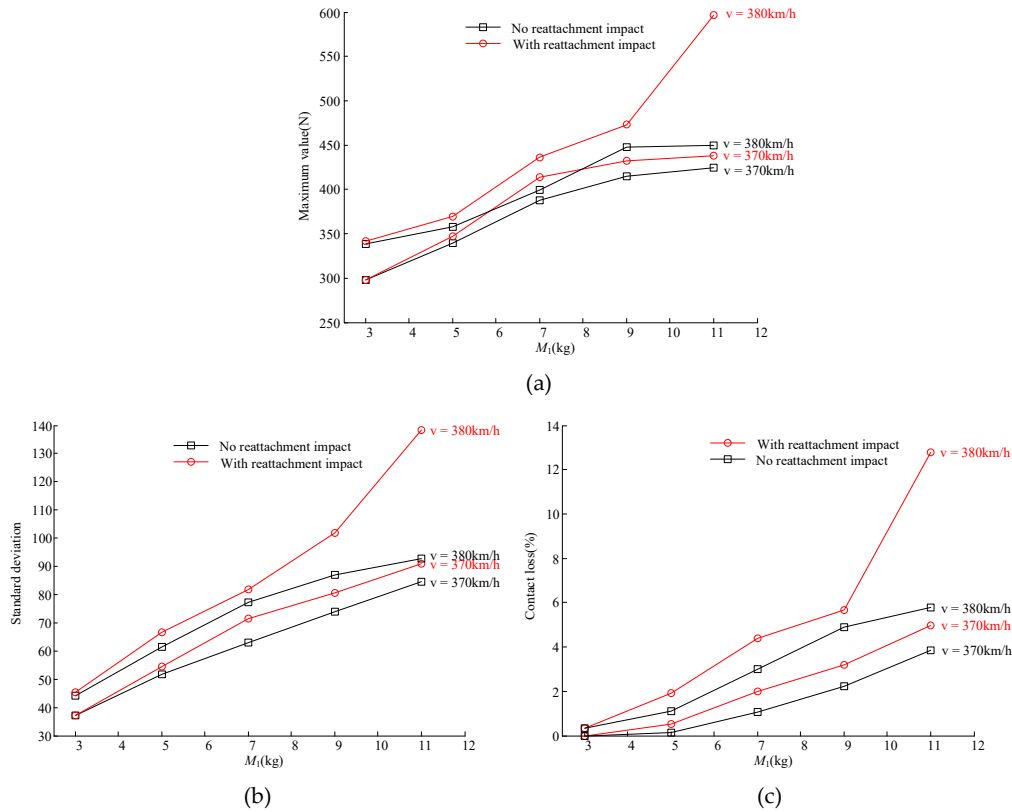 600
550
500
450
400
350
300
250
Maximum value(N)
No reattachment impact
With reattachment impact
v = 380km/h
v = 380km/h
v = 370km/h
v = 370km/h
3 4 5 6 7 8 9 10 11 12
M1(kg)
(a)
140
130
120
110
100
90
80
70
60
50
40
30
Standard deviation
No reattachment impact
With reattachment impact
v = 380km/h
v = 380km/h
v = 370km/h
v = 370km/h
3 4 5 6 7 8 9 10 11 12
M1(kg)
(b)
14
12
10
8
6
4
2
0
Contact loss(%)
With reattachment impact
No reattachment impact
v = 380km/h
v = 380km/h
v = 370km/h
v = 370km/h
3 4 5 6 7 8 9 10 11 12
M1(kg)
(c)